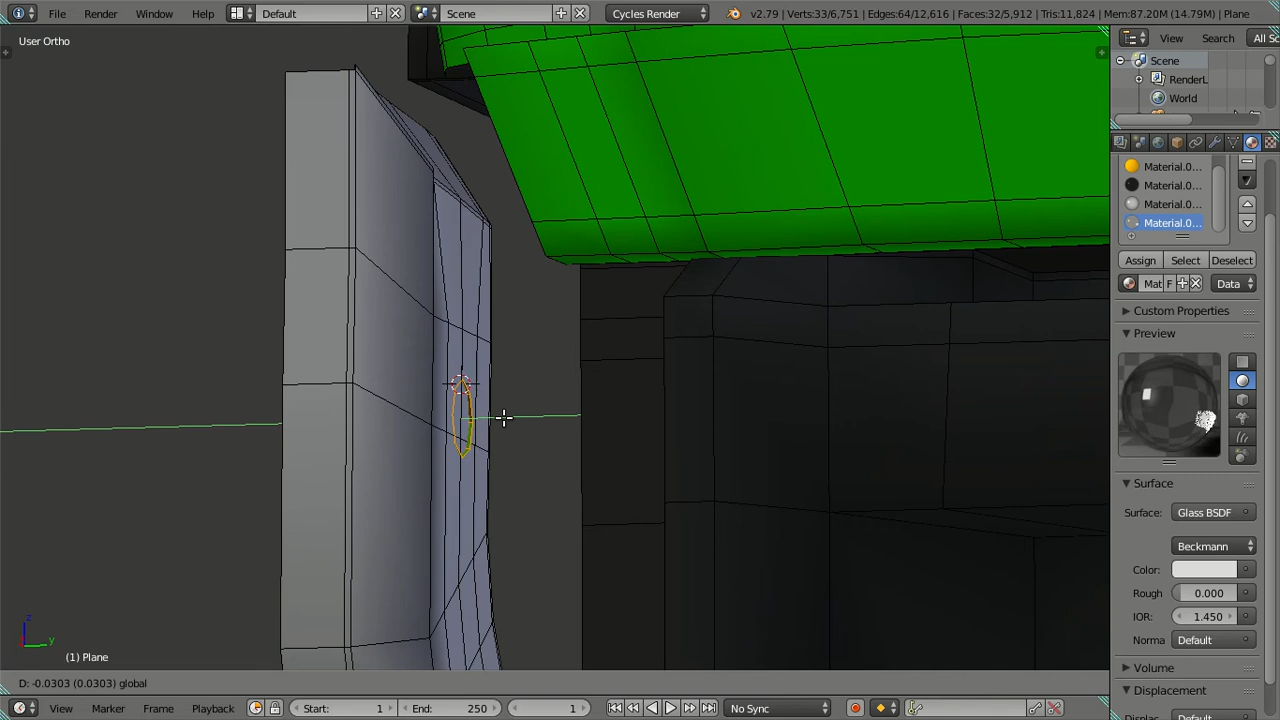 File Render Window Help Default Scene Cycles Render v2.79 | Verts:33/6,751 | Edges:64/12,616 | Faces:32/5,912 | Tris:11,824 | Mem:87.20M (14.79M) | Plane
User Ortho
View Search All Sc
Scene
RenderL
World
Material.0...
Material.0...
Material.0...
Material.0...
Assign Select Deselect
Mat F Data
Custom Properties
Preview
Surface
Surface: Glass BSDF
Beckmann
Color:
Rough 0.000
IOR: 1.450
Norma Default
Volume
Displacement
z
y
(1) Plane
D: -0.0303 (0.0303) global
View Marker Frame Playback Start: 1 End: 250 1 No Sync